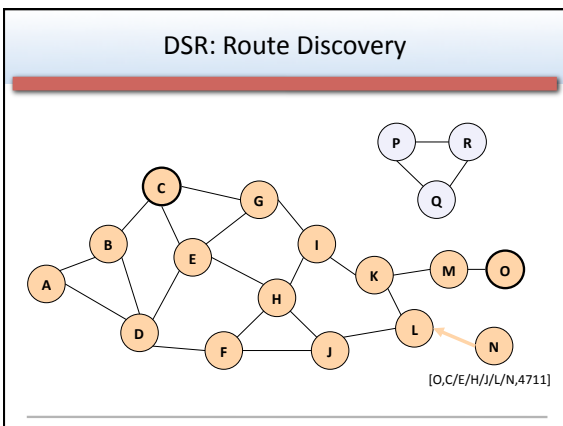 DSR: Route Discovery
P R
Q
C
G
B
E
I
A
K
M O
H
D
L
F J
N
[O,C/E/H/J/L/N,4711]